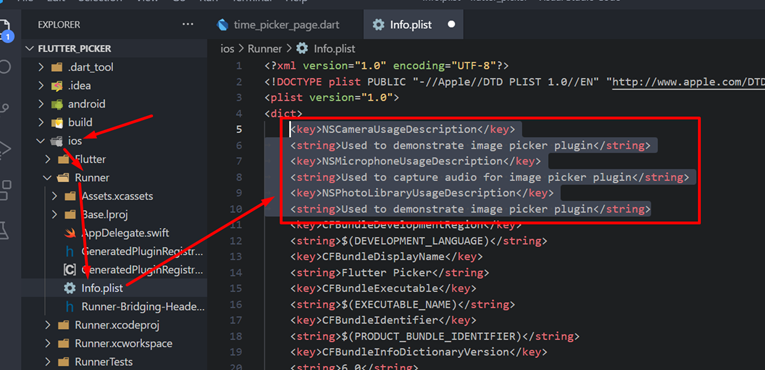 EXPLORER
FLUTTER_PICKER
.dart_tool
.idea
android
build
ios
Flutter
Runner
Assets.xcassets
Base.lproj
AppDelegate.swift
GeneratedPluginRegistr...
GeneratedPluginRegistr...
Info.plist
Runner-Bridging-Heade...
Runner.xcodeproj
Runner.xcworkspace
RunnerTests
time_picker_page.dart
Info.plist
ios > Runner > Info.plist
1 <?xml version="1.0" encoding="UTF-8"?>
2 <!DOCTYPE plist PUBLIC "-//Apple//DTD PLIST 1.0//EN" "http://www.apple.com/DTD
3 <plist version="1.0">
4 <dict>
5 <key>NSCameraUsageDescription</key>
6 <string>Used to demonstrate image picker plugin</string>
7 <key>NSMicrophoneUsageDescription</key>
8 <string>Used to capture audio for image picker plugin</string>
9 <key>NSPhotoLibraryUsageDescription</key>
10 <string>Used to demonstrate image picker plugin</string>
11 <key>CFBundleDevelopmentRegion</key>
12 <string>$(DEVELOPMENT_LANGUAGE)</string>
13 <key>CFBundleDisplayName</key>
14 <string>Flutter Picker</string>
15 <key>CFBundleExecutable</key>
16 <string>$(EXECUTABLE_NAME)</string>
17 <key>CFBundleIdentifier</key>
18 <string>$(PRODUCT_BUNDLE_IDENTIFIER)</string>
19 <key>CFBundleInfoDictionaryVersion</key>
20 <string>6.0</string>